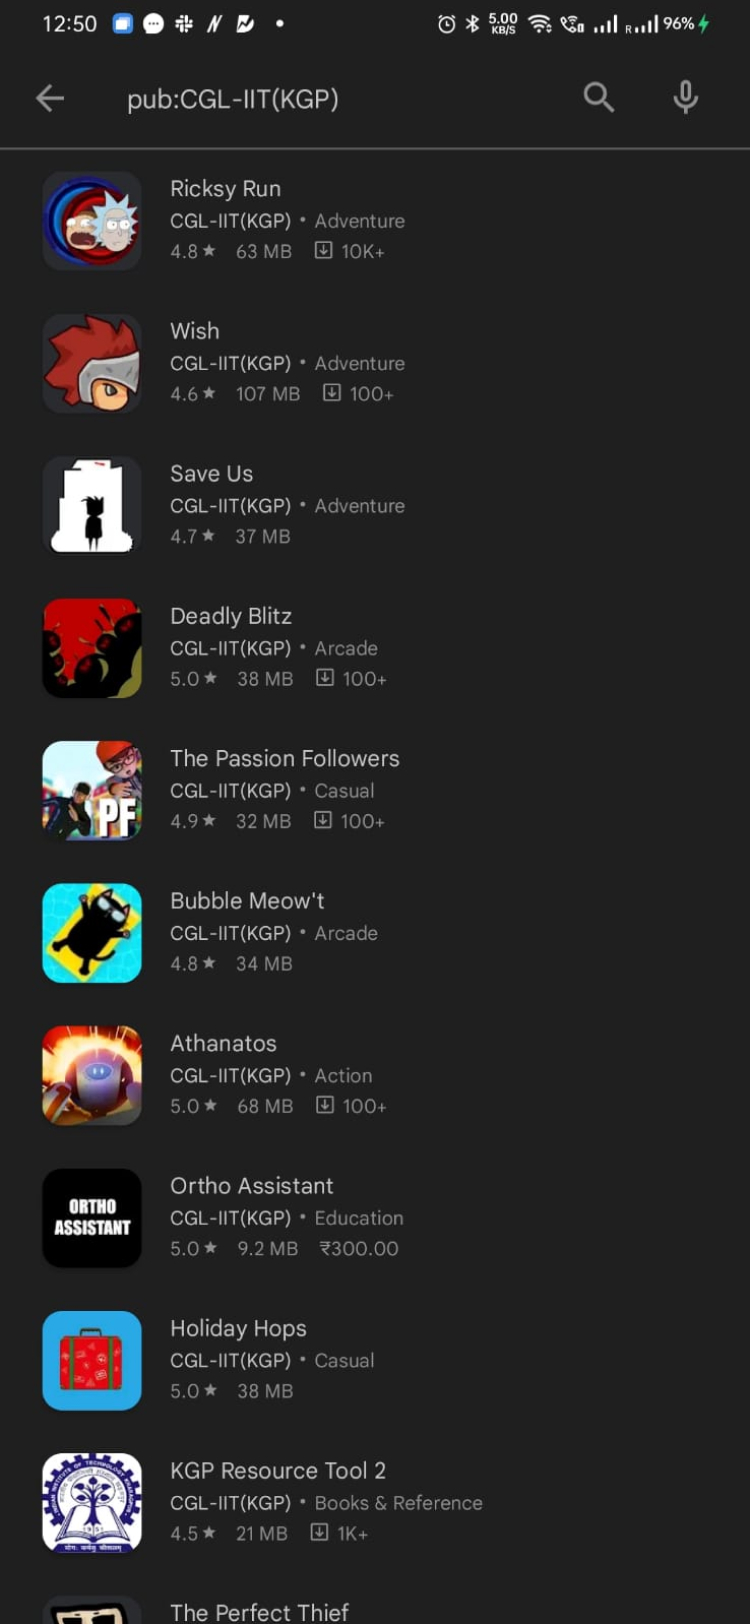 12:50
5.00
KB/S
R
96%
pub:CGL-IIT(KGP)
Ricksy Run
CGL-IIT(KGP) • Adventure
4.8★ 63 MB 10K+
Wish
CGL-IIT(KGP) • Adventure
4.6★ 107 MB 100+
Save Us
CGL-IIT(KGP) • Adventure
4.7★ 37 MB
Deadly Blitz
CGL-IIT(KGP) • Arcade
5.0★ 38 MB 100+
The Passion Followers
CGL-IIT(KGP) • Casual
4.9★ 32 MB 100+
PF
Bubble Meow't
CGL-IIT(KGP) • Arcade
4.8★ 34 MB
Athanatos
CGL-IIT(KGP) • Action
5.0★ 68 MB 100+
ORTHO
ASSISTANT
Ortho Assistant
CGL-IIT(KGP) • Education
5.0★ 9.2 MB ₹300.00
Holiday Hops
CGL-IIT(KGP) • Casual
5.0★ 38 MB
KGP Resource Tool 2
CGL-IIT(KGP) • Books & Reference
4.5★ 21 MB 1K+
The Perfect Thief